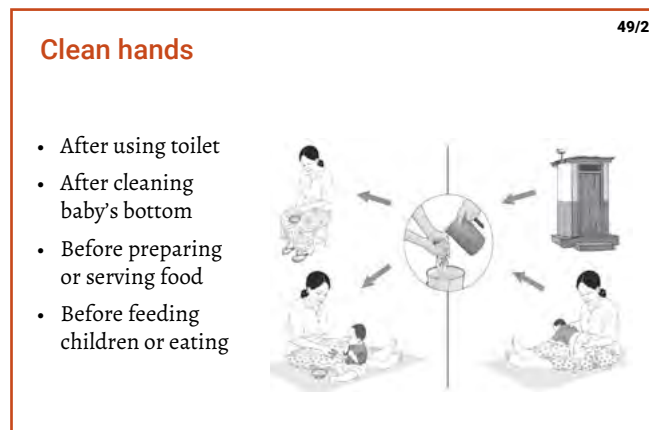 49/2
Clean hands
• After using toilet
• After cleaning
baby’s bottom
• Before preparing
or serving food
• Before feeding
children or eating